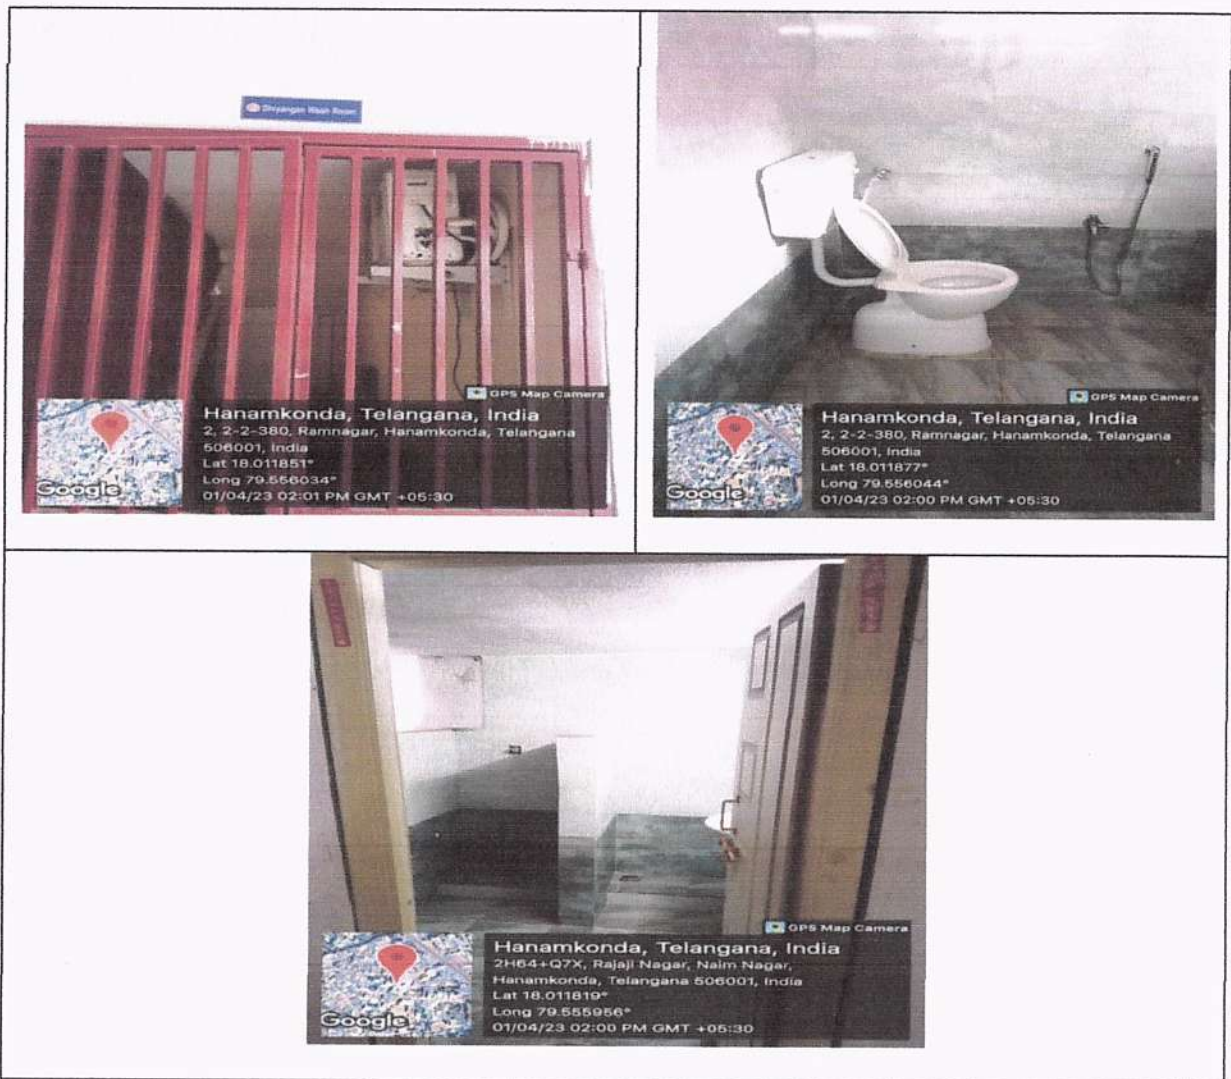 Divyangan Wash Room
GPS Map Camera
Hanamkonda, Telangana, India
2, 2-2-380, Ramnagar, Hanamkonda, Telangana
506001, India
Lat 18.011851°
Long 79.556034°
01/04/23 02:01 PM GMT +05:30
Google
GPS Map Camera
Hanamkonda, Telangana, India
2, 2-2-380, Ramnagar, Hanamkonda, Telangana
506001, India
Lat 18.011877°
Long 79.556044°
01/04/23 02:00 PM GMT +05:30
Google
GPS Map Camera
Hanamkonda, Telangana, India
2H64+Q7X, Rajaji Nagar, Naim Nagar,
Hanamkonda, Telangana 506001, India
Lat 18.011819°
Long 79.555956°
01/04/23 02:00 PM GMT +05:30
Google